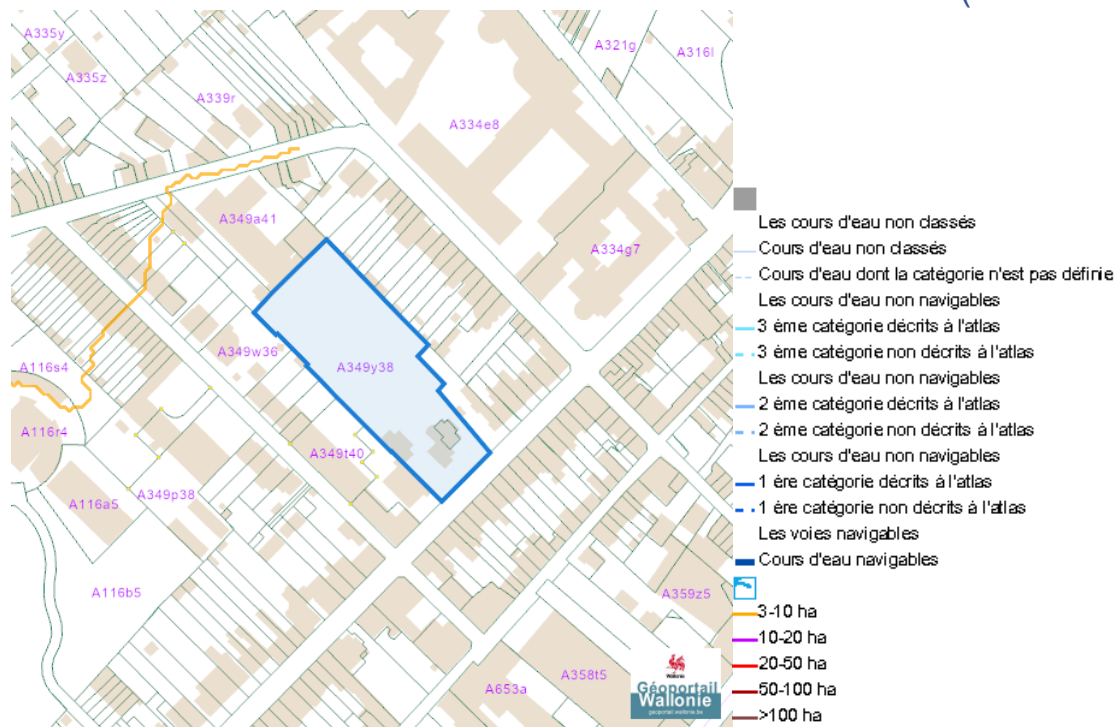 (
A335y
A321g
A316l
A335z
A339r
A334e8
A349a41
A334g7
A349w36
A116s4
A349y38
A116r4
A349t40
A349p38
A116a5
A116b5
A359z5
A358t5
A653a
Wallonie
Géoportail
Wallonie
geoportail.wallonie.be
Les cours d'eau non classés
Cours d'eau non classés
Cours d'eau dont la catégorie n'est pas définie
Les cours d'eau non navigables
3 ème catégorie décrits à l'atlas
3 ème catégorie non décrits à l'atlas
Les cours d'eau non navigables
2 ème catégorie décrits à l'atlas
2 ème catégorie non décrits à l'atlas
Les cours d'eau non navigables
1 ère catégorie décrits à l'atlas
1 ère catégorie non décrits à l'atlas
Les voies navigables
Cours d'eau navigables
3-10 ha
10-20 ha
20-50 ha
50-100 ha
>100 ha